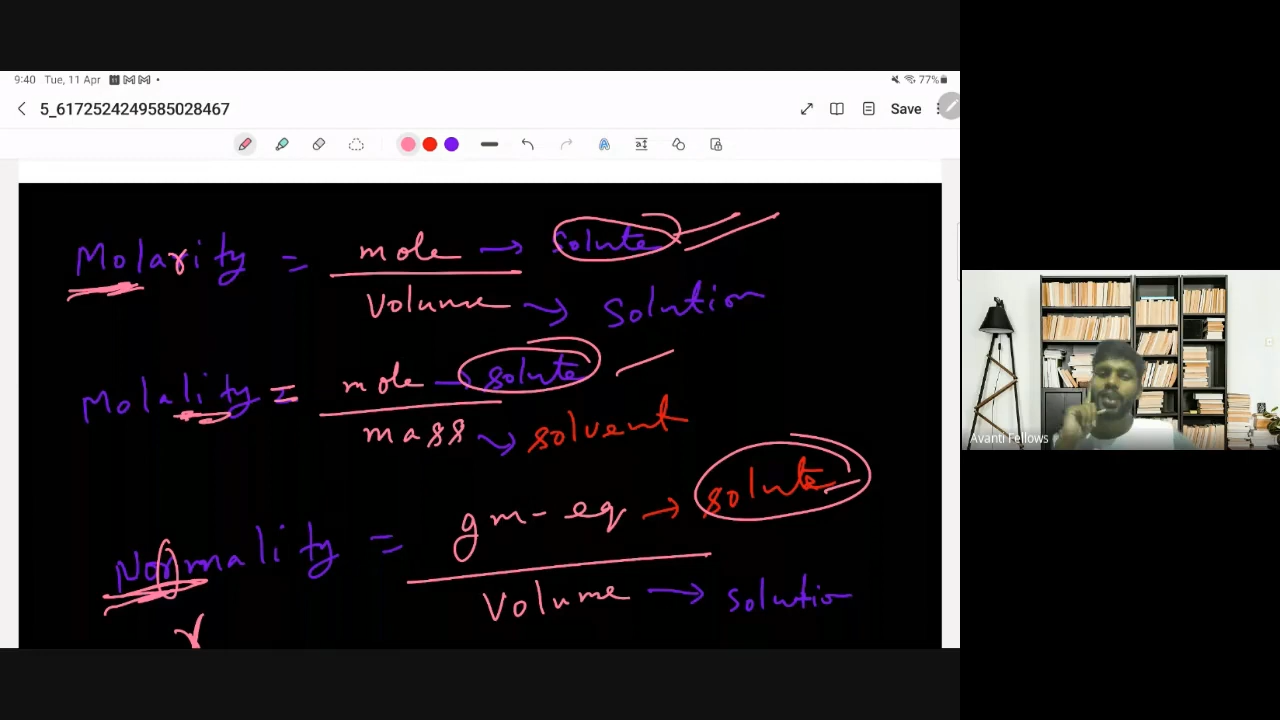 9:40 Tue, 11 Apr 77%
5_6172524249585028467 Save
Molarity = mole → solute
Volume → solution
Molality = mole → solute
mass → solvent
Normality = gm-eq → solute
Volume → solution
r
Avanti Fellows